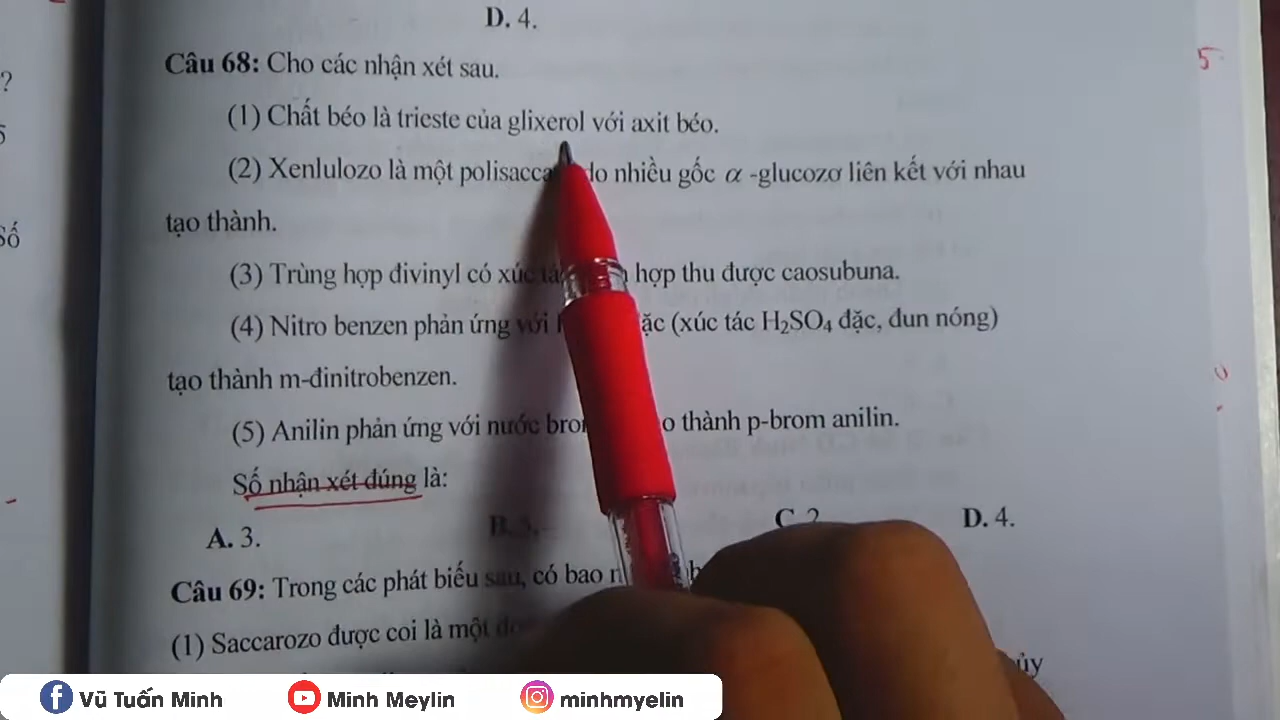 D. 4.
?
Câu 68: Cho các nhận xét sau.
(1) Chất béo là trieste của glixerol với axit béo.
5
(2) Xenlulozo là một polisacca do nhiều gốc α -glucozơ liên kết với nhau
tạo thành.
Số
(3) Trùng hợp đivinyl có xúc hợp thu được caosubuna.
(4) Nitro benzen phản ứng với đặc (xúc tác H₂SO₄ đặc, đun nóng)
tạo thành m-đinitrobenzen.
(5) Anilin phản ứng với nước thành p-brom anilin.
Số nhận xét đúng là:
A. 3.
D. 4.
Câu 69: Trong các phát biểu sau, có bao
(1) Saccarozo được coi là một
Vũ Tuấn Minh
Minh Meylin
minhmyelin